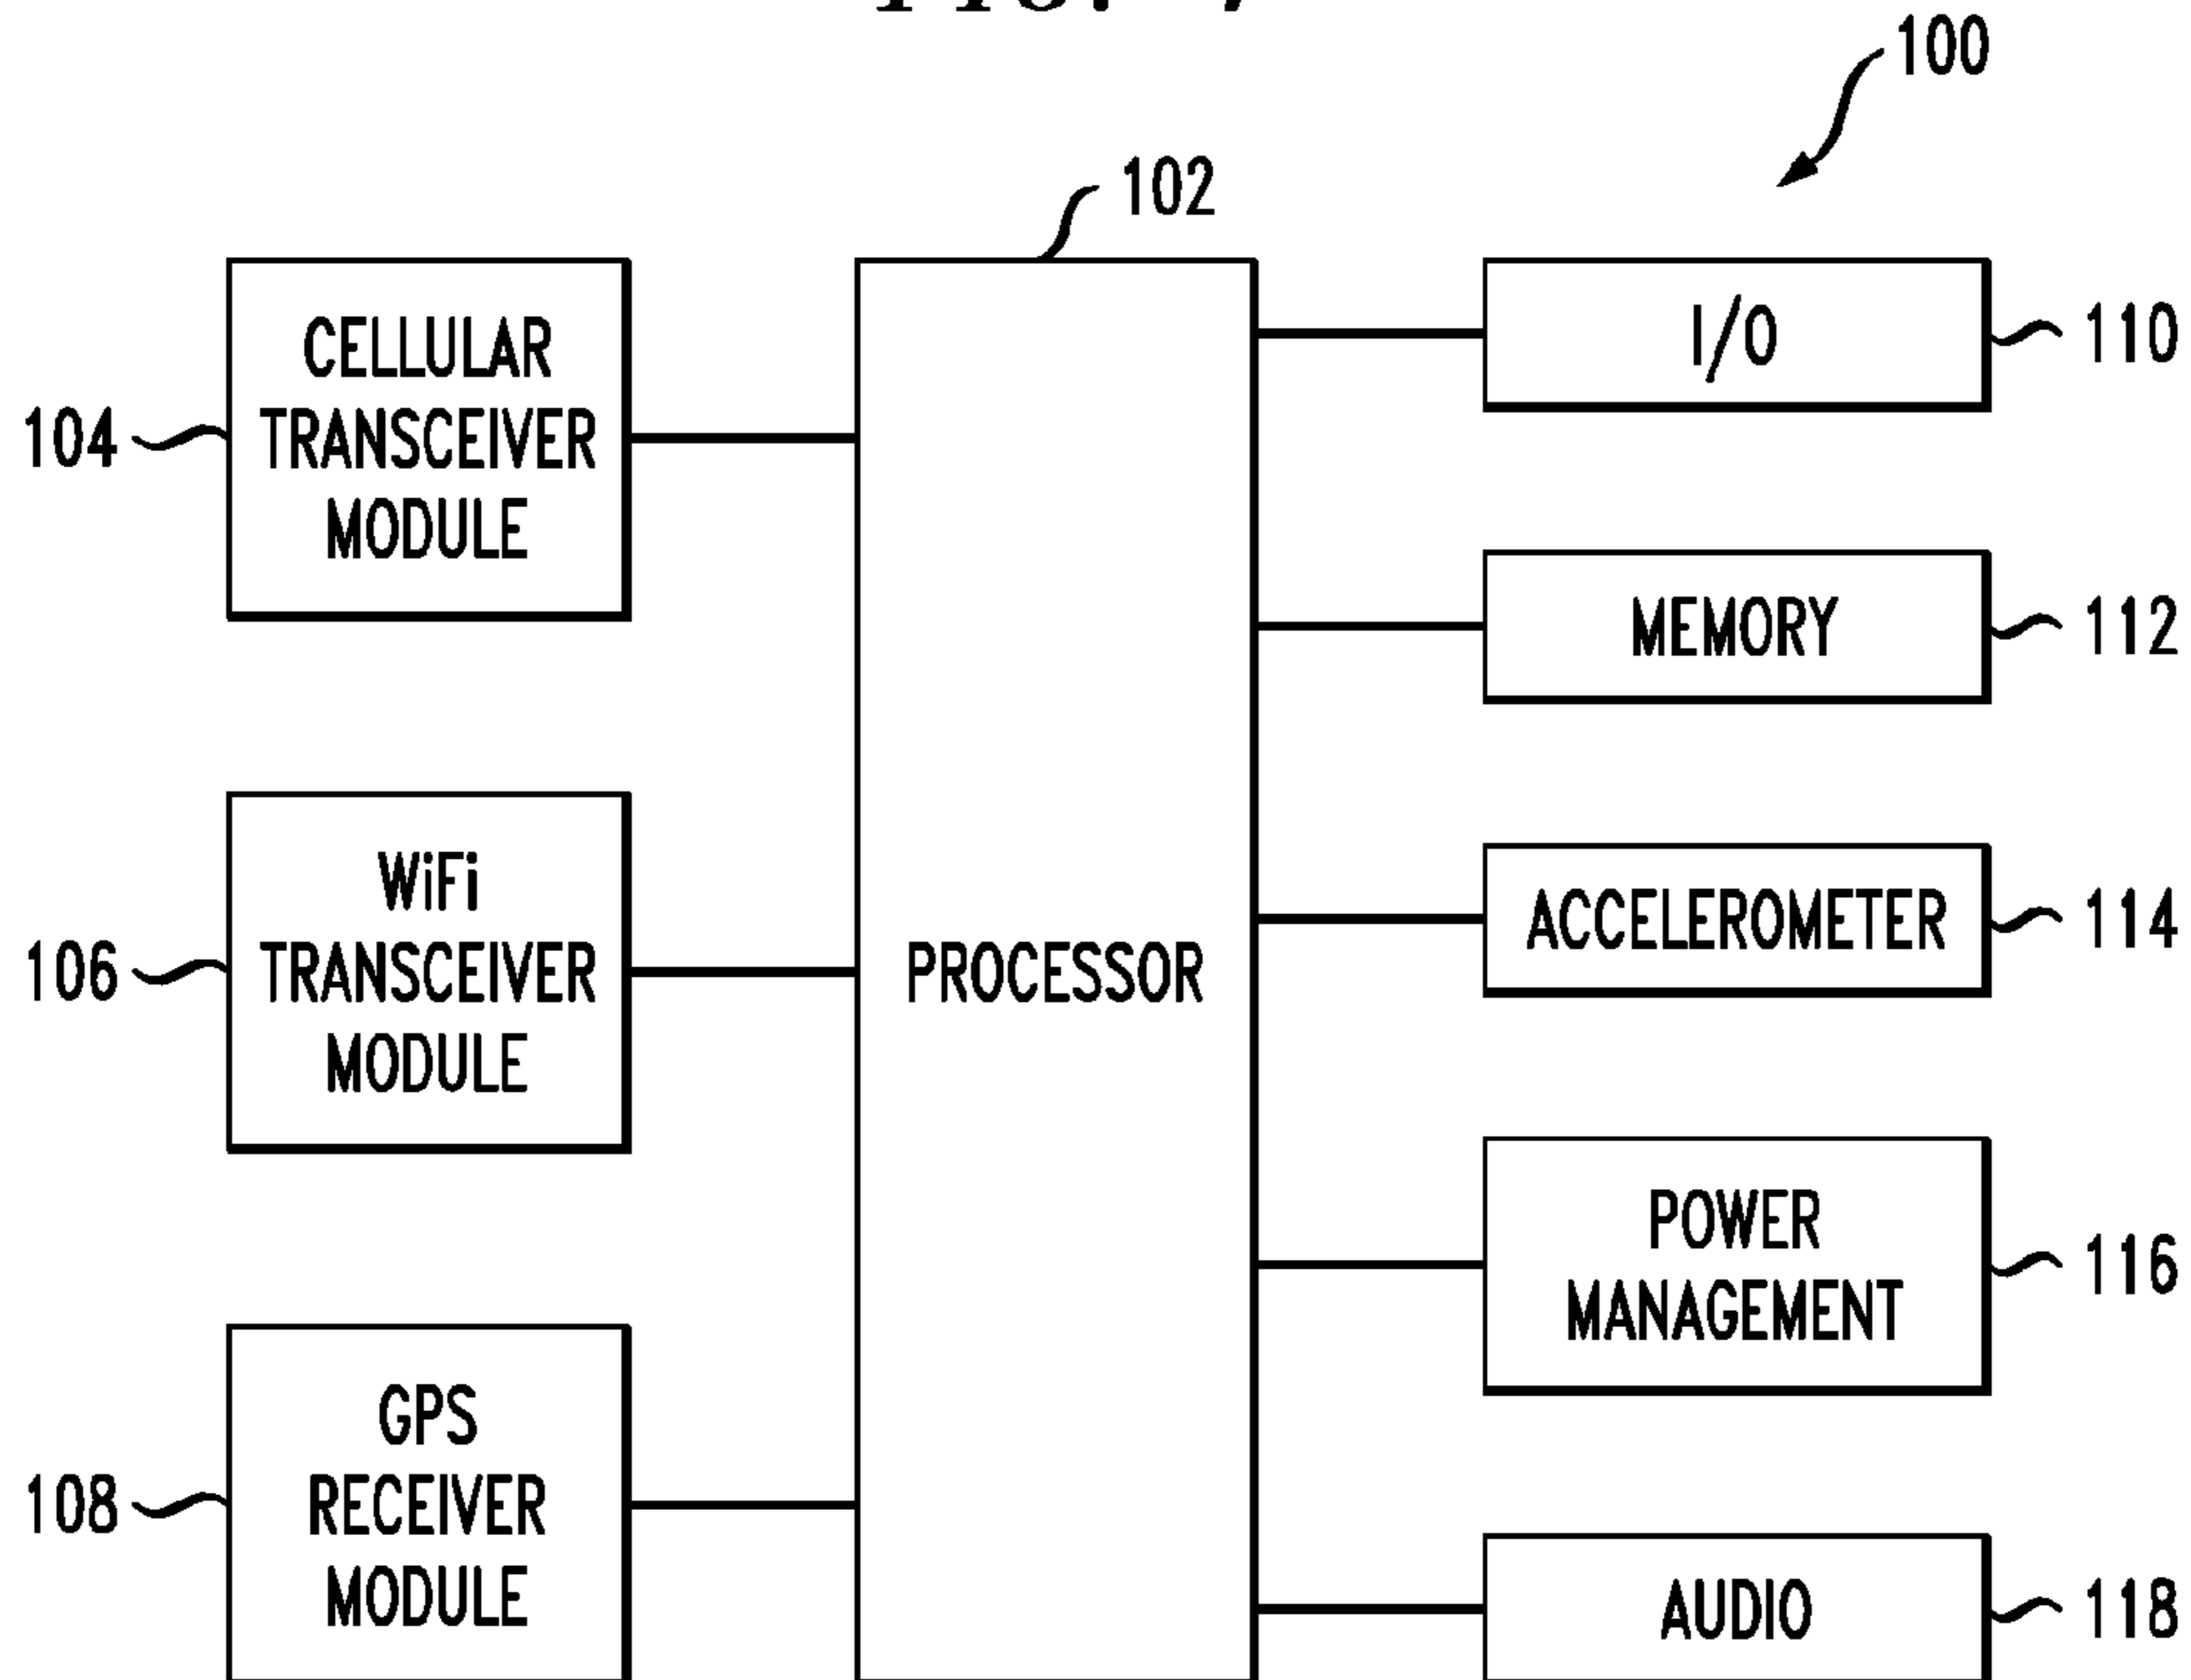 100
102
CELLULAR
TRANSCEIVER
MODULE
104
I/O
110
MEMORY
112
WiFi
TRANSCEIVER
MODULE
106
PROCESSOR
ACCELEROMETER
114
POWER
MANAGEMENT
116
GPS
RECEIVER
MODULE
108
AUDIO
118